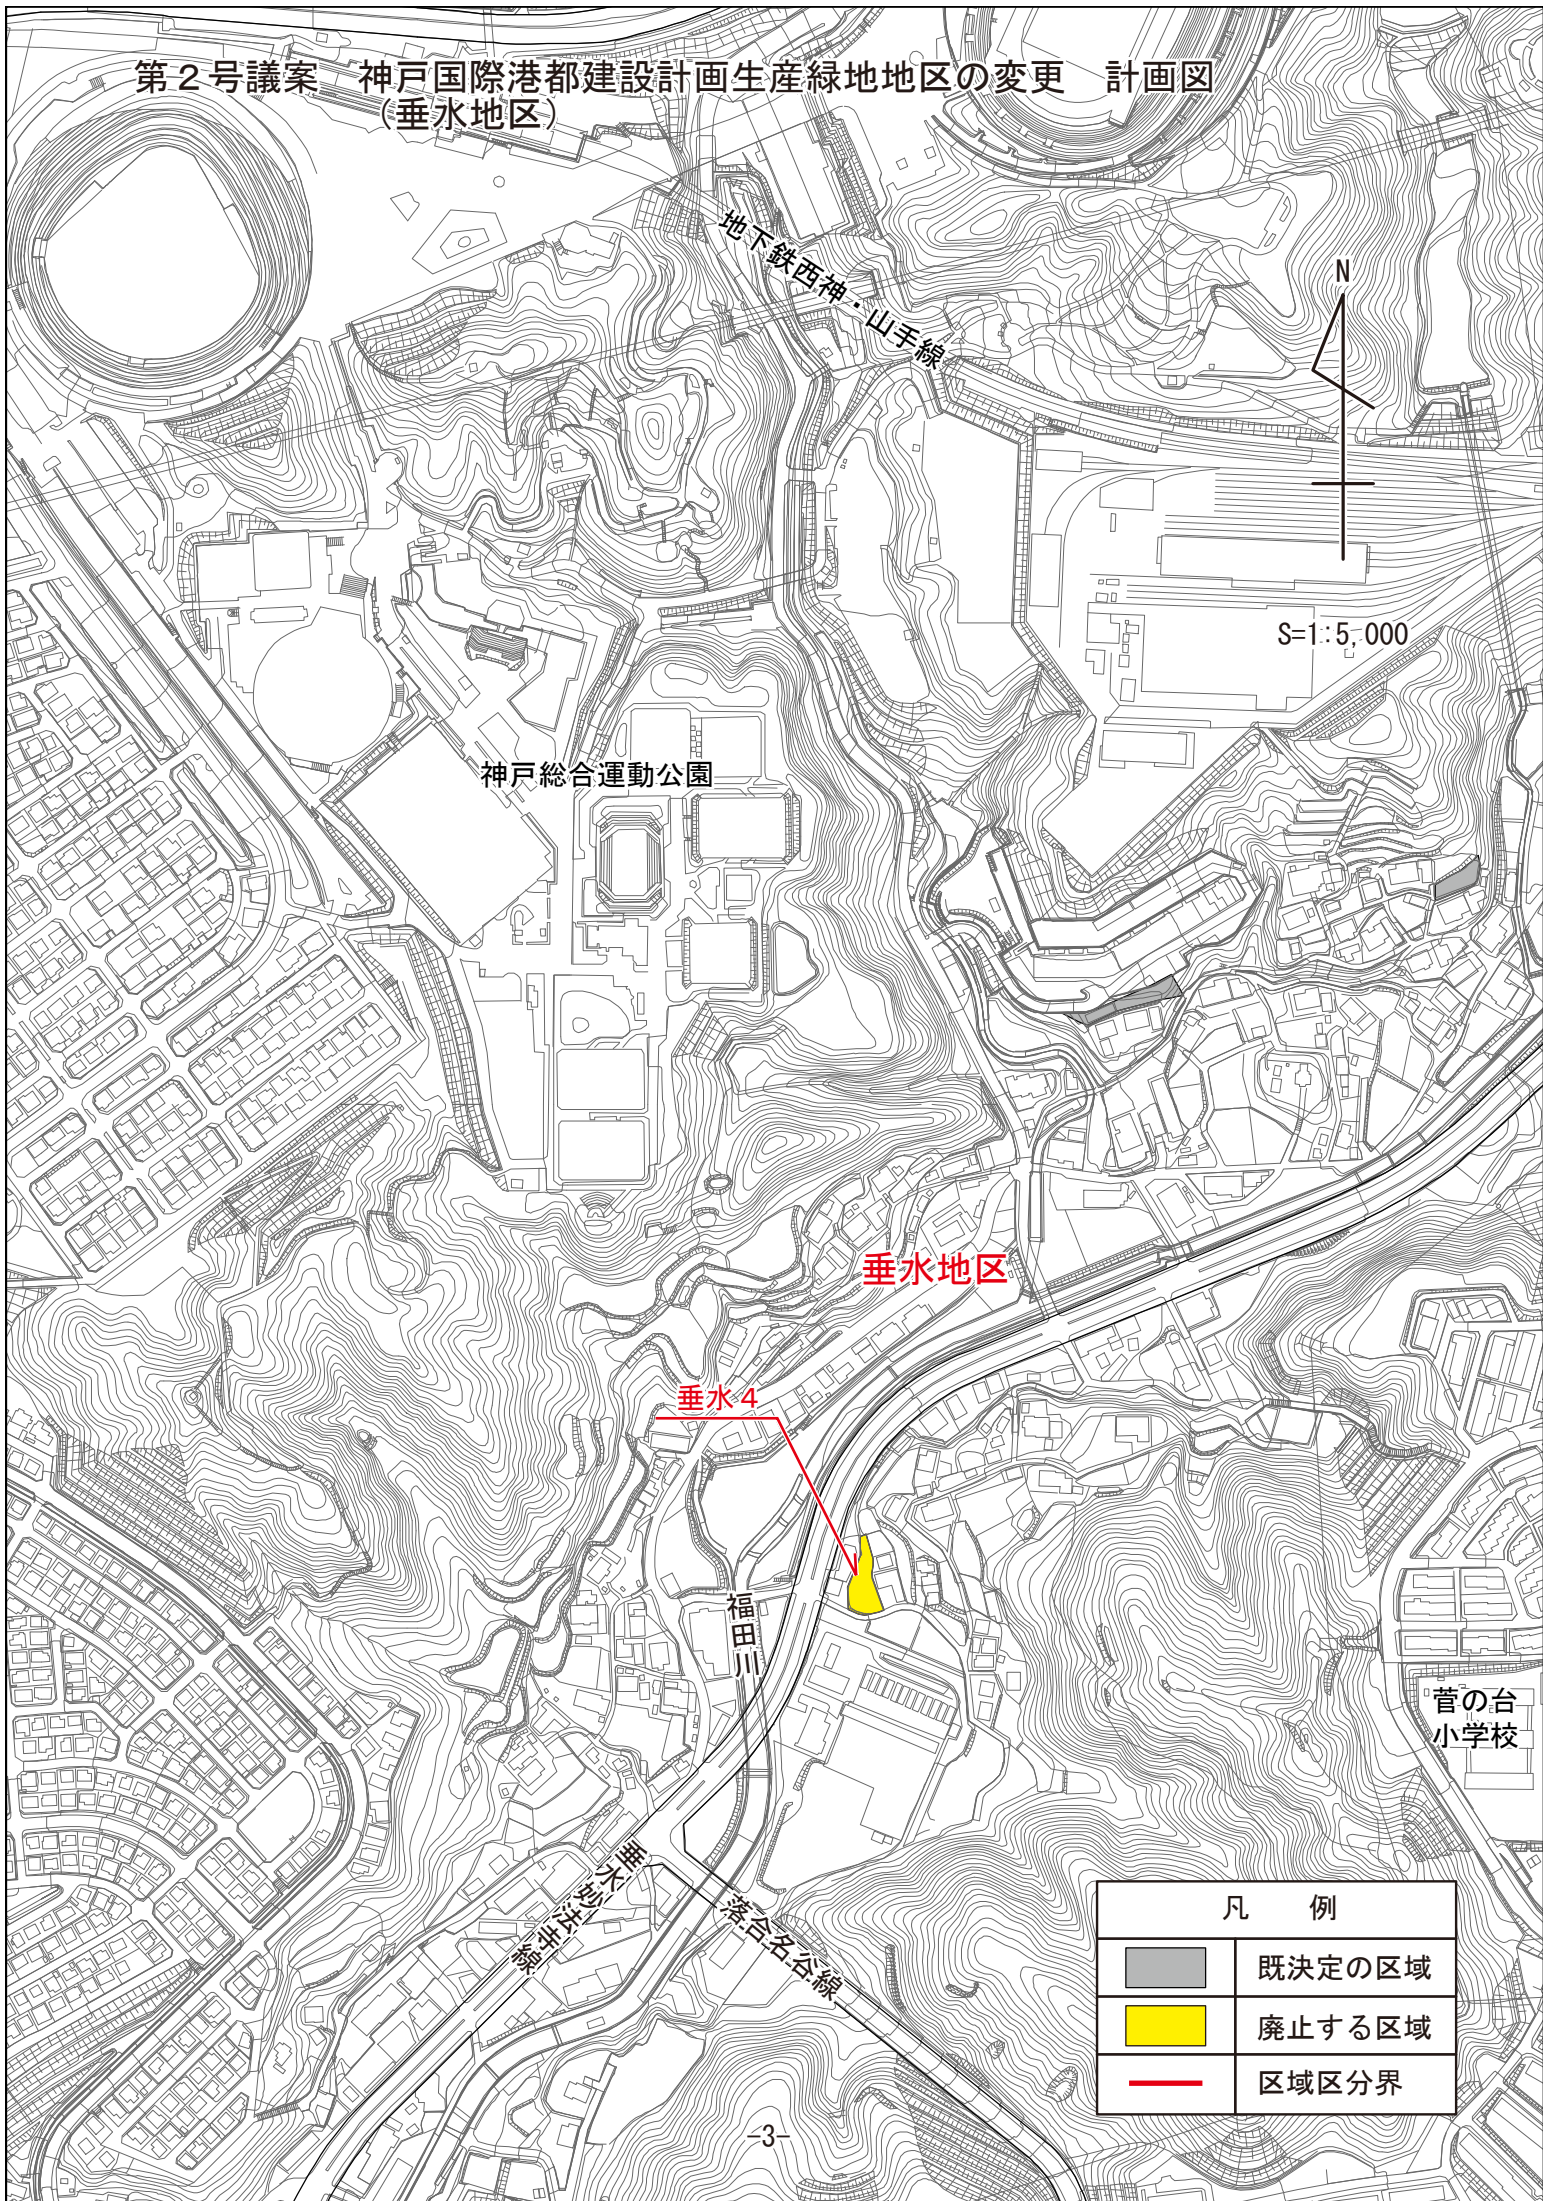 第２号議案　神戸国際港都建設計画生産緑地地区の変更　計画図
（垂水地区）
地下鉄西神・山手線
N
S=1:5,000
神戸総合運動公園
垂水地区
垂水４
福田川
菅の台
小学校
垂水妙法寺線
落合名谷線
凡　例
既決定の区域
廃止する区域
区域区分界
-3-